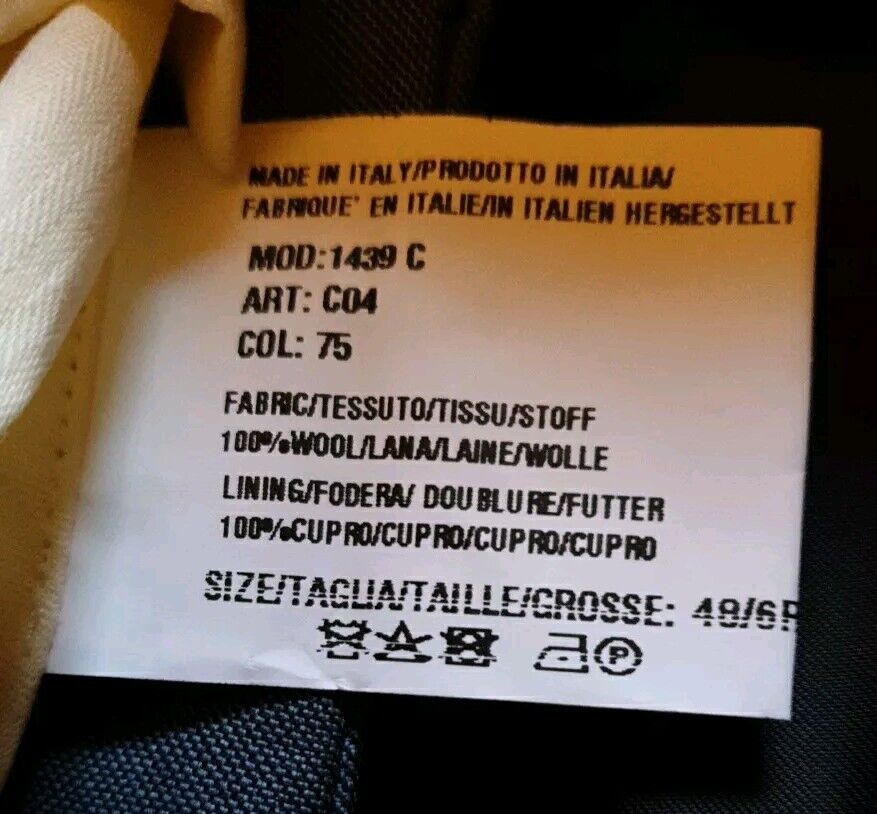 MADE IN ITALY/PRODOTTO IN ITALIA/
FABRIQUE' EN ITALIE/IN ITALIEN HERGESTELLT
MOD:1439 C
ART: C04
COL: 75
FABRIC/TESSUTO/TISSU/STOFF
100%WOOL/LANA/LAINE/WOLLE
LINING/FODERA/ DOUBLURE/FUTTER
100%CUPRO/CUPRO/CUPRO/CUPRO
SIZE/TAGLIA/TAILLE/GROSSE:
P